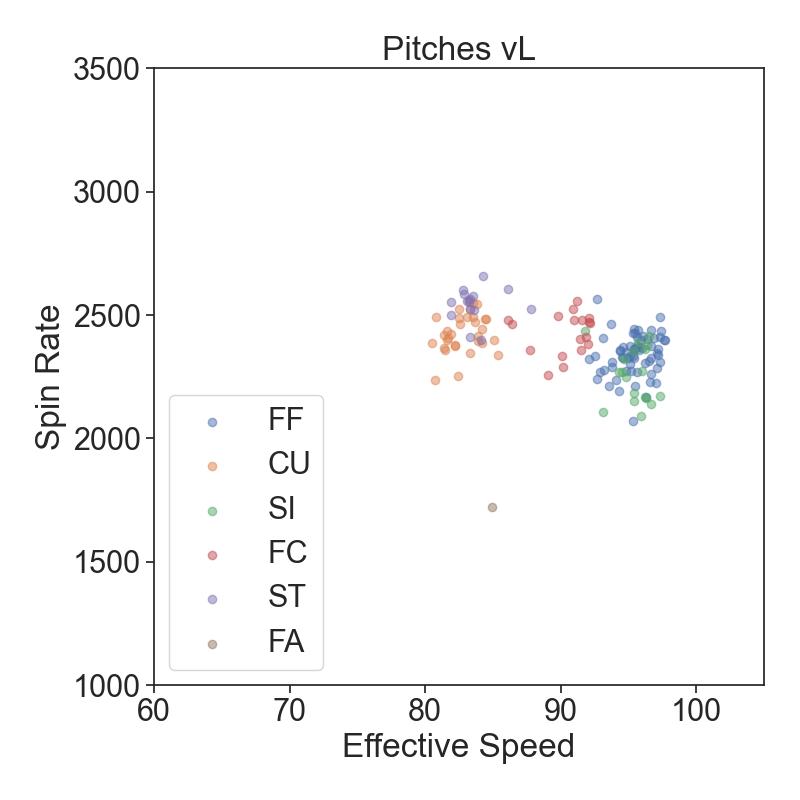 Pitches vL
3500
3000
2500
2000
1500
1000
Spin Rate
FF
CU
SI
FC
ST
FA
60 70 80 90 100
Effective Speed